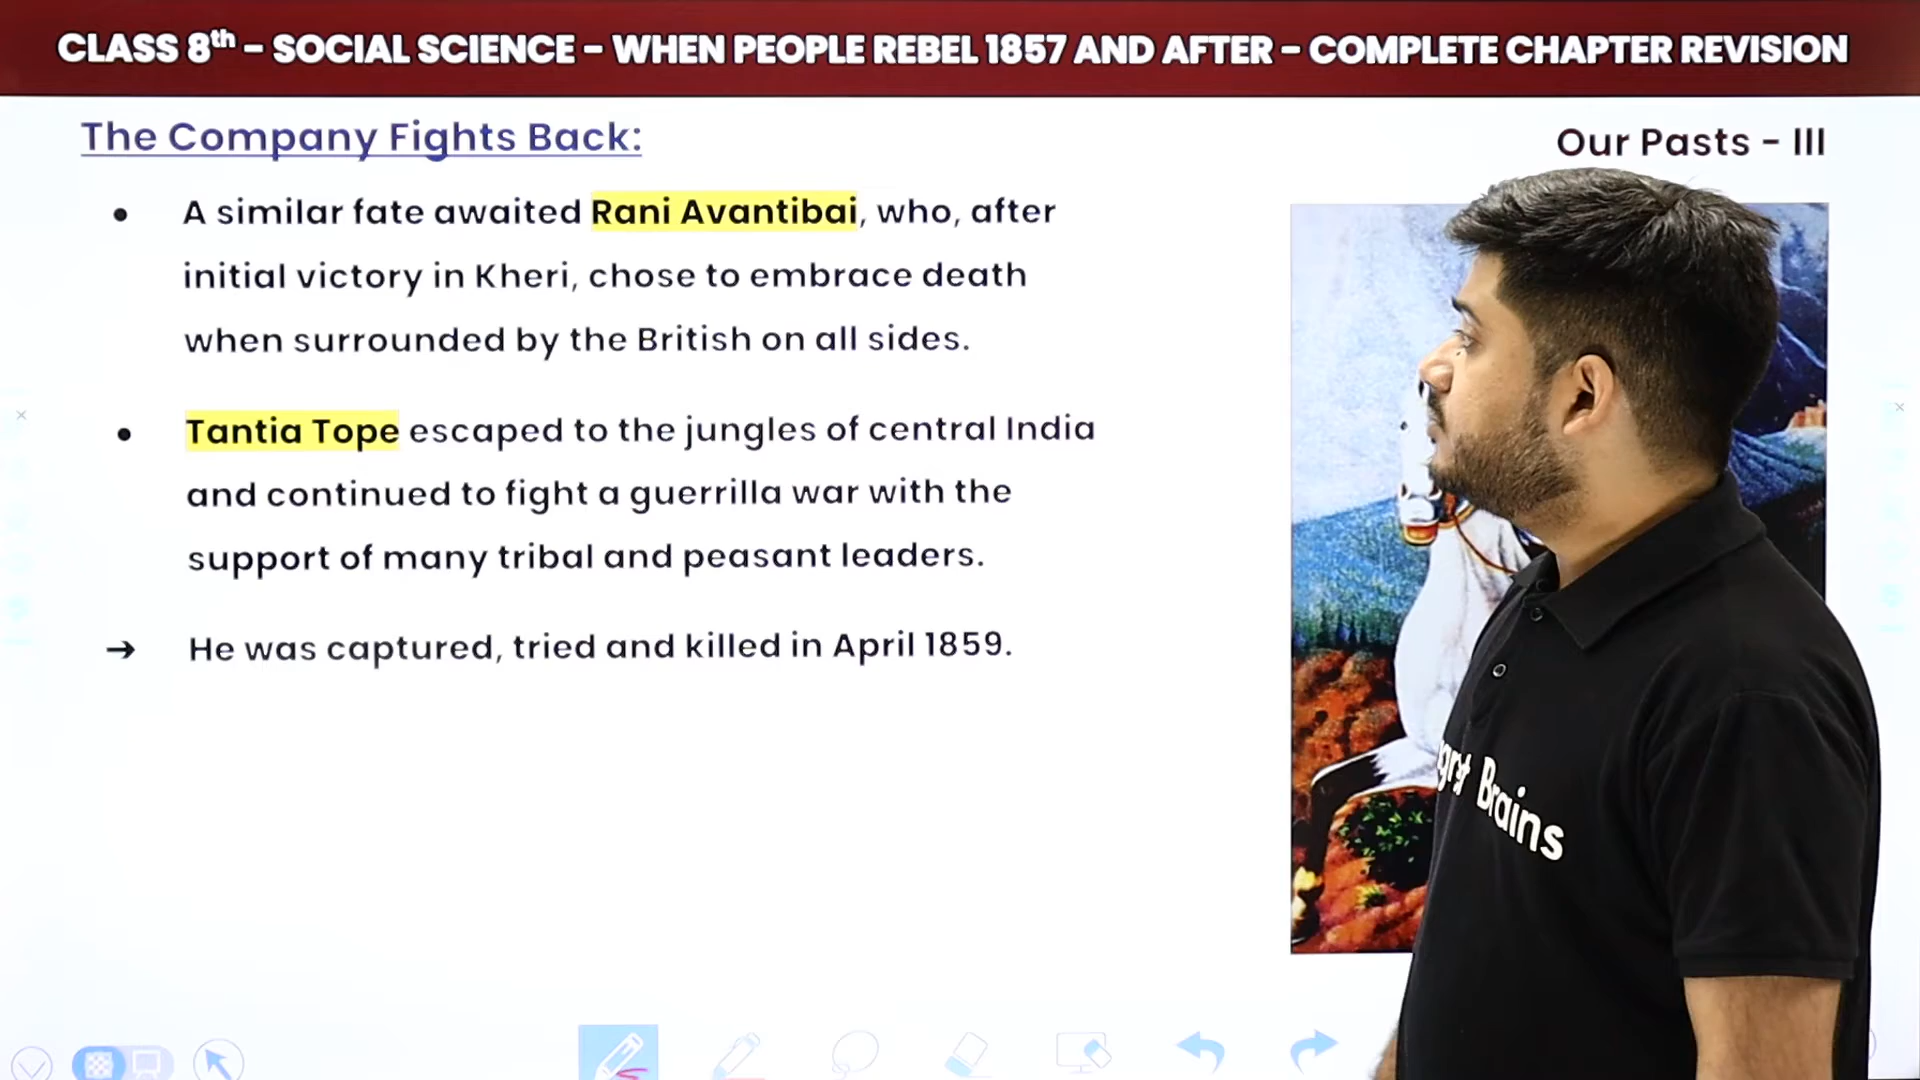 CLASS 8th – SOCIAL SCIENCE – WHEN PEOPLE REBEL 1857 AND AFTER – COMPLETE CHAPTER REVISION
The Company Fights Back:
Our Pasts - III
• A similar fate awaited Rani Avantibai, who, after
initial victory in Kheri, chose to embrace death
when surrounded by the British on all sides.
• Tantia Tope escaped to the jungles of central India
and continued to fight a guerrilla war with the
support of many tribal and peasant leaders.
→ He was captured, tried and killed in April 1859.
Brains